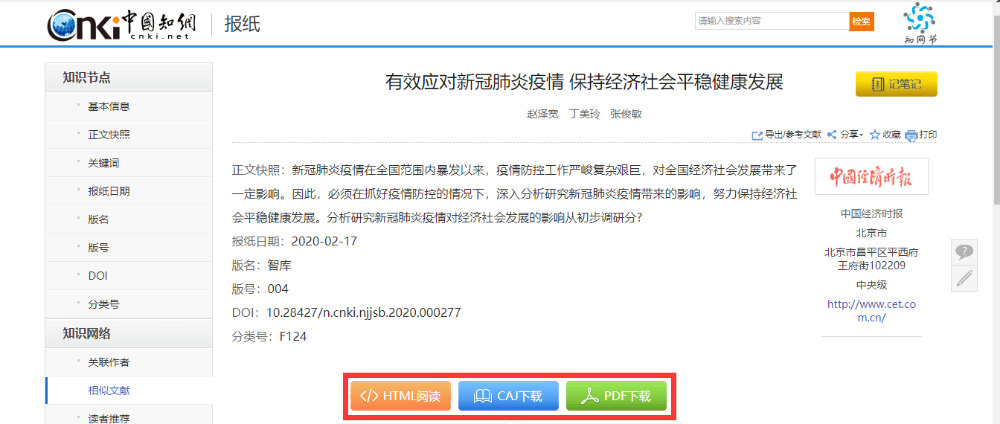 Cnki 中國知網
cnki.net
报纸
请输入搜索内容
检索
知网节
知识节点
基本信息
正文快照
关键词
报纸日期
版名
版号
DOI
分类号
知识网络
关联作者
相似文献
读者推荐
有效应对新冠肺炎疫情 保持经济社会平稳健康发展
记笔记
赵泽宽 丁美玲 张俊敏
导出/参考文献 分享 收藏 打印
正文快照：新冠肺炎疫情在全国范围内暴发以来，疫情防控工作严峻复杂艰巨，对全国经济社会发展带来了
一定影响。因此，必须在抓好疫情防控的情况下，深入分析研究新冠肺炎疫情带来的影响，努力保持经济社
会平稳健康发展。分析研究新冠肺炎疫情对经济社会发展的影响从初步调研分?
报纸日期：2020-02-17
版名：智库
版号：004
DOI：10.28427/n.cnki.njjsb.2020.000277
分类号：F124
HTML阅读
CAJ下载
PDF下载
中國經濟時報
中国经济时报
北京市
北京市昌平区平西府
王府街102209
中央级
http://www.cet.co
m.cn/
?